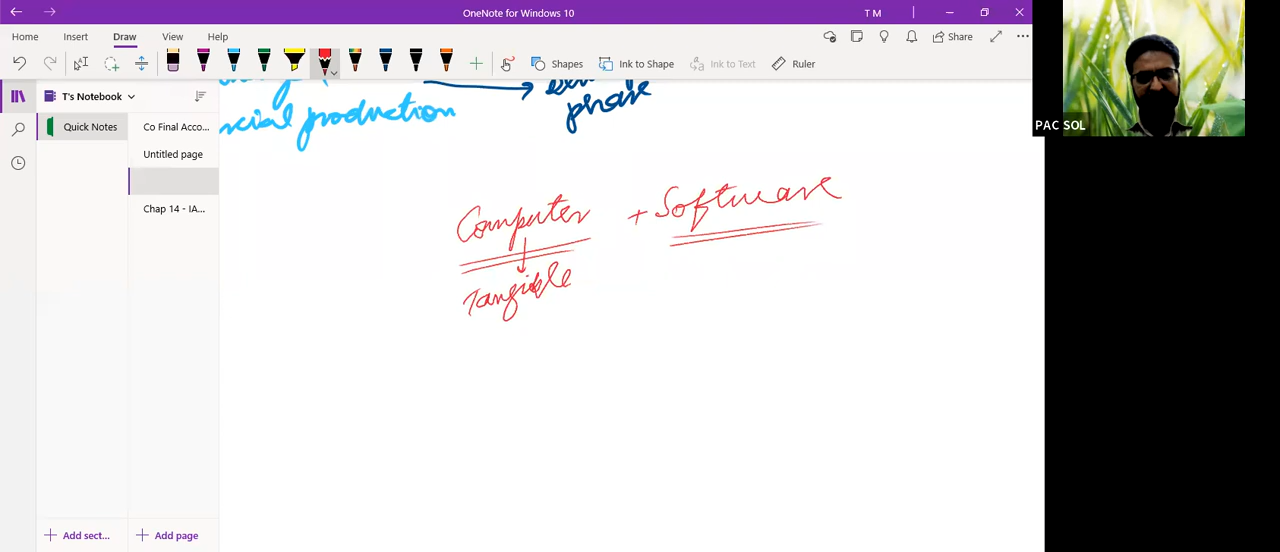 OneNote for Windows 10
T M
Home Insert Draw View Help
Share
Shapes Ink to Shape Ink to Text Ruler
T's Notebook
Quick Notes
Co Final Acco...
Untitled page
Chap 14 - IA...
phase
production
Computer + Software
Tangible
Add sect...
Add page
PAC SOL